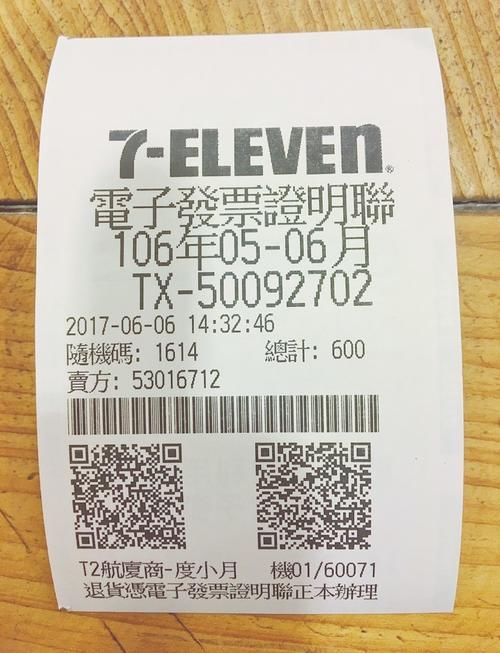 7-ELEVEn®
電子發票證明聯
106年05-06月
TX-50092702
2017-06-06 14:32:46
隨機碼: 1614 總計: 600
賣方: 53016712
T2航廈商-度小月 機01/60071
退貨憑電子發票證明聯正本辦理